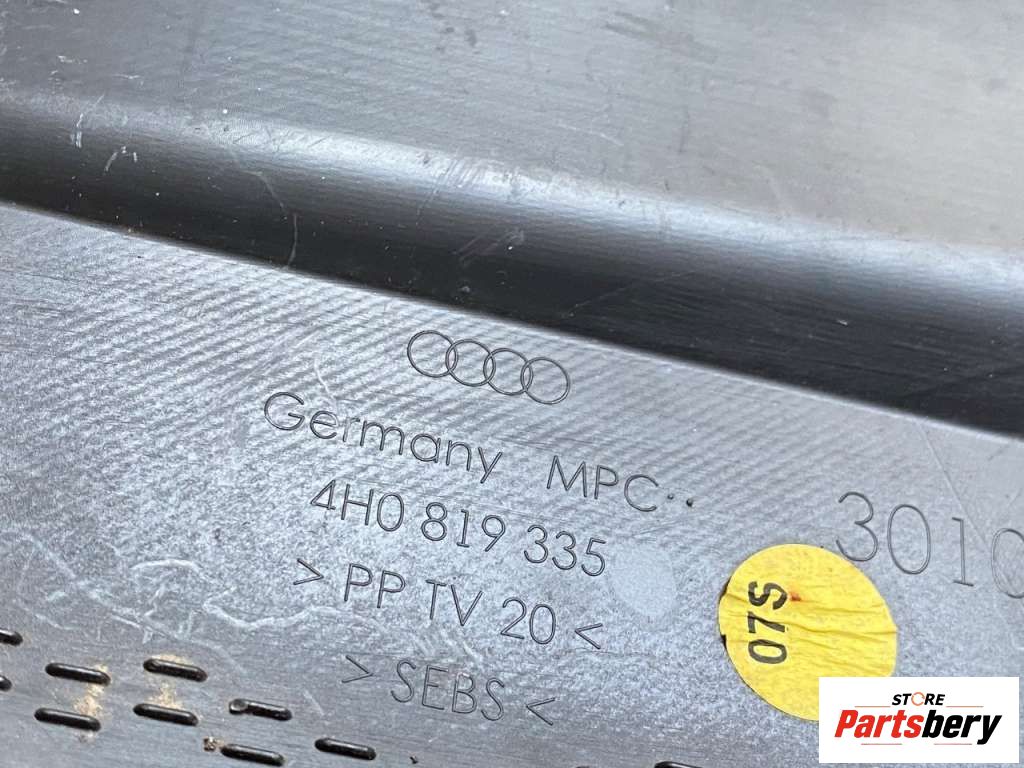 Germany MPC
4H0 819 335
> PP TV 20 <
> SEBS <
3010
07S
STORE
Partsbery